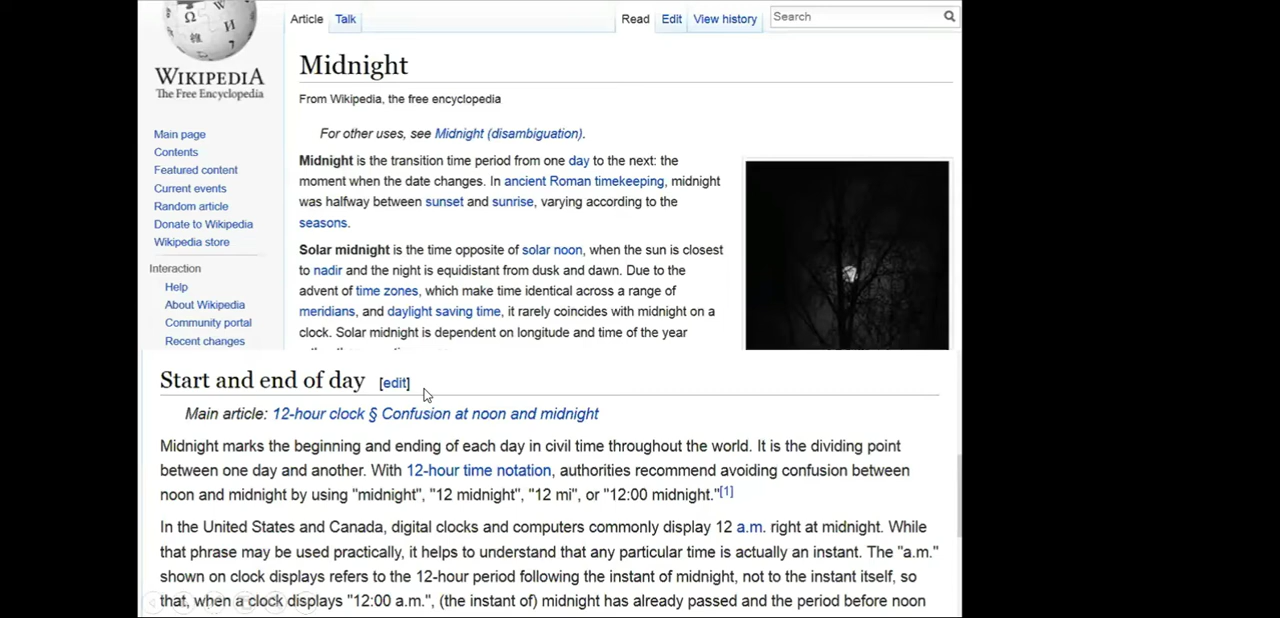 Article Talk Read Edit View history Search
WIKIPEDIA
The Free Encyclopedia
Main page
Contents
Featured content
Current events
Random article
Donate to Wikipedia
Wikipedia store
Interaction
Help
About Wikipedia
Community portal
Recent changes
Midnight
From Wikipedia, the free encyclopedia
For other uses, see Midnight (disambiguation).
Midnight is the transition time period from one day to the next: the
moment when the date changes. In ancient Roman timekeeping, midnight
was halfway between sunset and sunrise, varying according to the
seasons.
Solar midnight is the time opposite of solar noon, when the sun is closest
to nadir and the night is equidistant from dusk and dawn. Due to the
advent of time zones, which make time identical across a range of
meridians, and daylight saving time, it rarely coincides with midnight on a
clock. Solar midnight is dependent on longitude and time of the year
Start and end of day [edit]
Main article: 12-hour clock § Confusion at noon and midnight
Midnight marks the beginning and ending of each day in civil time throughout the world. It is the dividing point
between one day and another. With 12-hour time notation, authorities recommend avoiding confusion between
noon and midnight by using "midnight", "12 midnight", "12 mi", or "12:00 midnight."[1]
In the United States and Canada, digital clocks and computers commonly display 12 a.m. right at midnight. While
that phrase may be used practically, it helps to understand that any particular time is actually an instant. The "a.m."
shown on clock displays refers to the 12-hour period following the instant of midnight, not to the instant itself, so
that, when a clock displays "12:00 a.m.", (the instant of) midnight has already passed and the period before noon